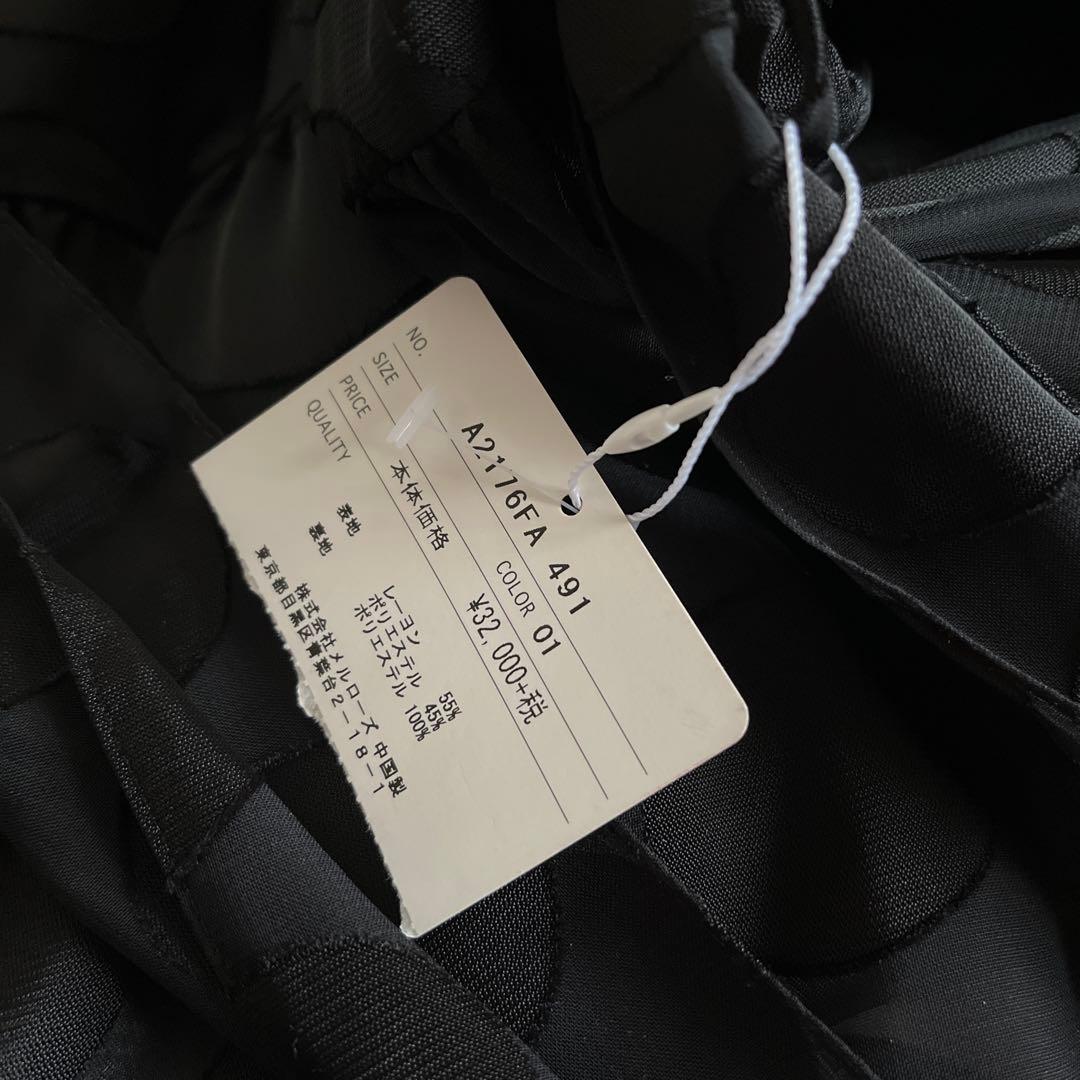 NO. A2176FA 491
SIZE COLOR 01
PRICE 本体価格 ¥32,000+税
QUALITY
表地 レーヨン 55%
ポリエステル 45%
裏地 ポリエステル 100%
株式会社メルローズ 中国製
東京都目黒区青葉台2-18-1